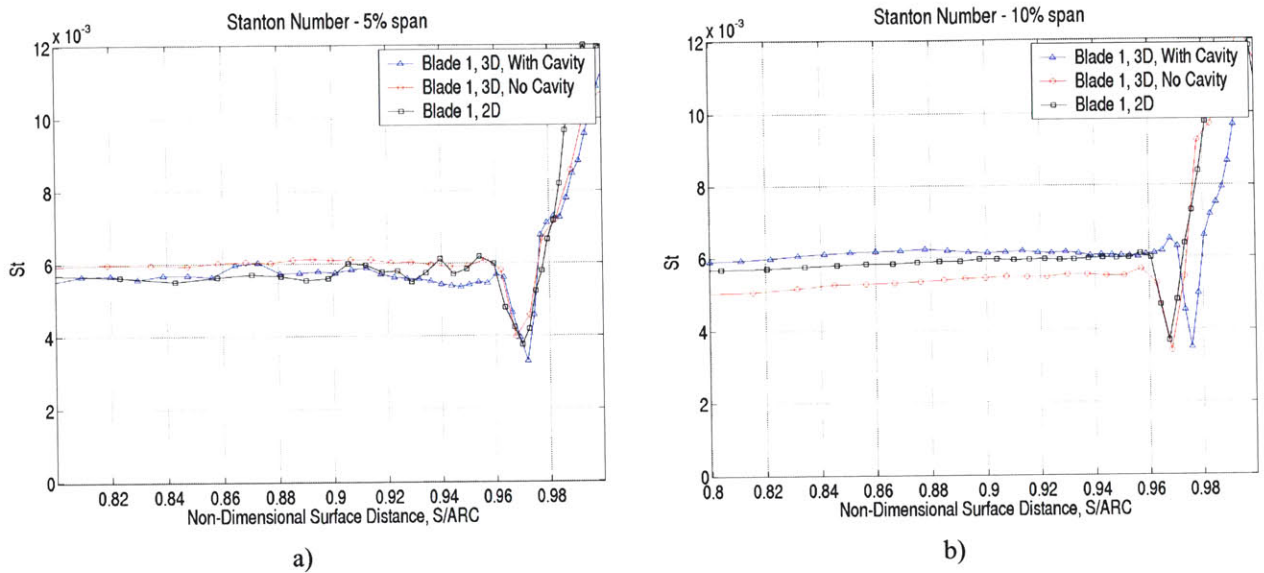 Stanton Number - 5% span
x 10⁻³
12
10
8
6
4
2
0
St
Blade 1, 3D, With Cavity
Blade 1, 3D, No Cavity
Blade 1, 2D
0.82 0.84 0.86 0.88 0.9 0.92 0.94 0.96 0.98
Non-Dimensional Surface Distance, S/ARC
a)
Stanton Number - 10% span
x 10⁻³
12
10
8
6
4
2
0
St
Blade 1, 3D, With Cavity
Blade 1, 3D, No Cavity
Blade 1, 2D
0.8 0.82 0.84 0.86 0.88 0.9 0.92 0.94 0.96 0.98
Non-Dimensional Surface Distance, S/ARC
b)